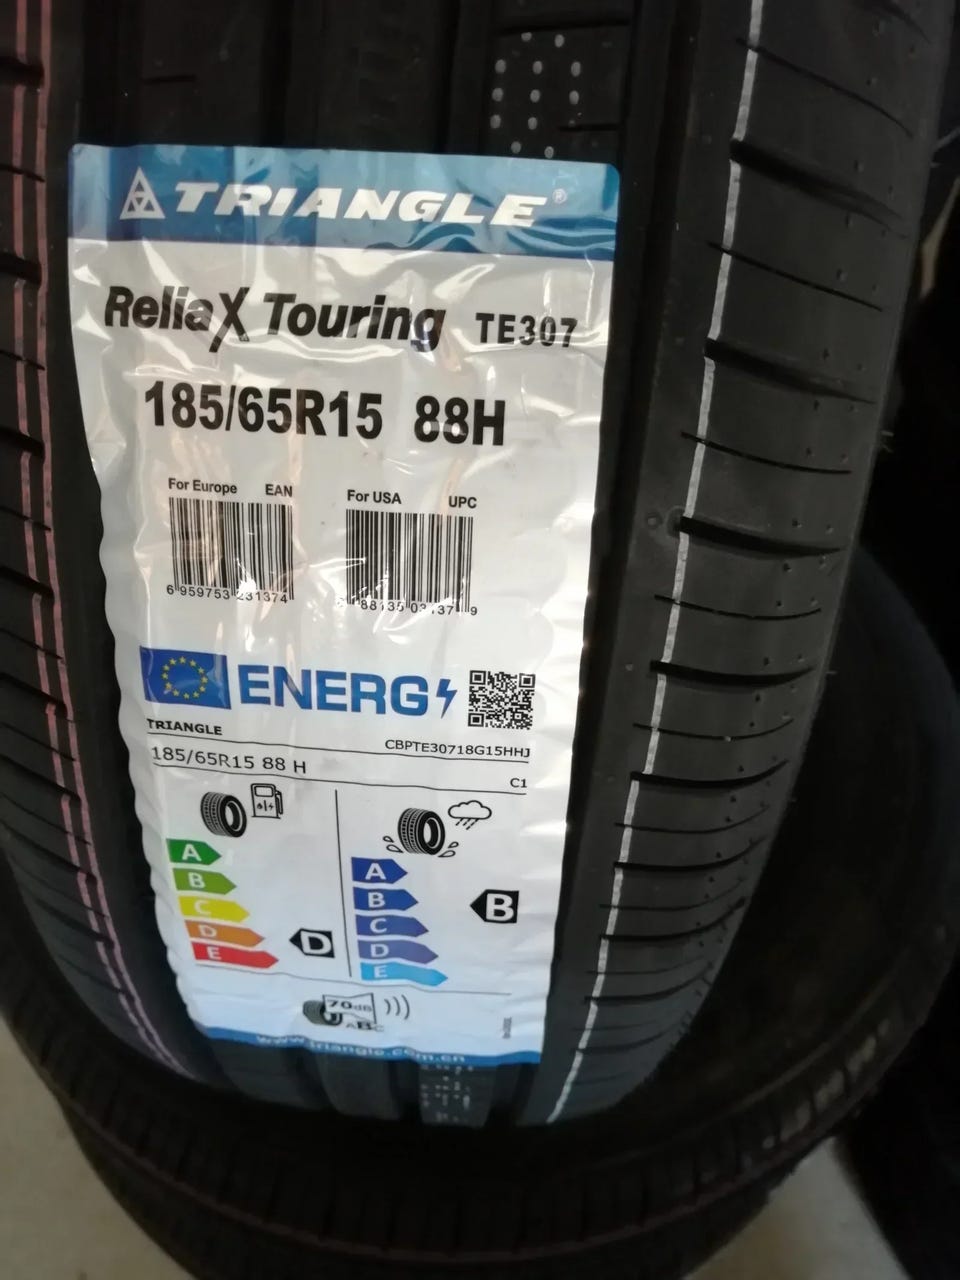 TRIANGLE®
ReliaX Touring TE307
185/65R15 88H
For Europe EAN
For USA UPC
6 959753 231374
ENERG
TRIANGLE
CBPTE30718G15HHJ
185/65R15 88 H
C1
A
B
C
D
E
D
A
B
C
D
E
B
70dB
ABC
www.triangle.com.cn